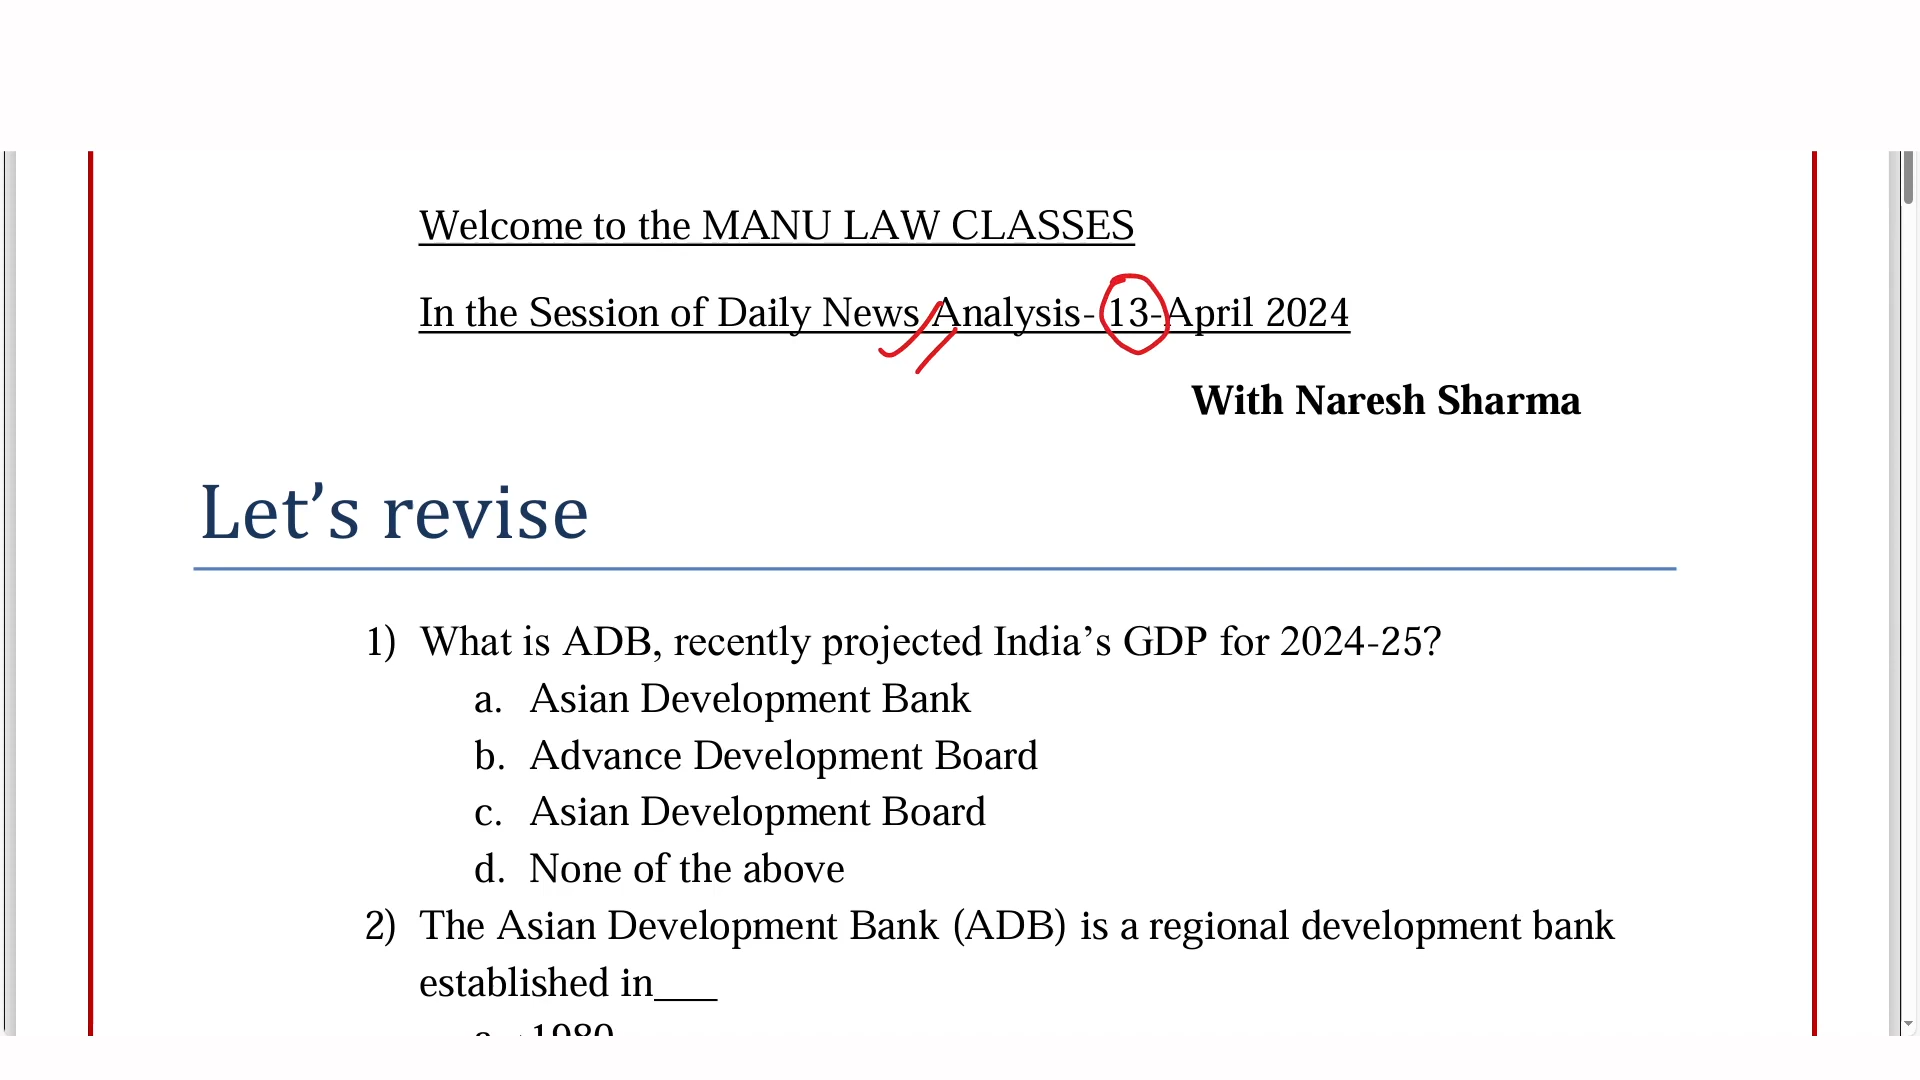 Welcome to the MANU LAW CLASSES
In the Session of Daily News Analysis- 13-April 2024
With Naresh Sharma
Let’s revise
1) What is ADB, recently projected India’s GDP for 2024-25?
a. Asian Development Bank
b. Advance Development Board
c. Asian Development Board
d. None of the above
2) The Asian Development Bank (ADB) is a regional development bank
established in___